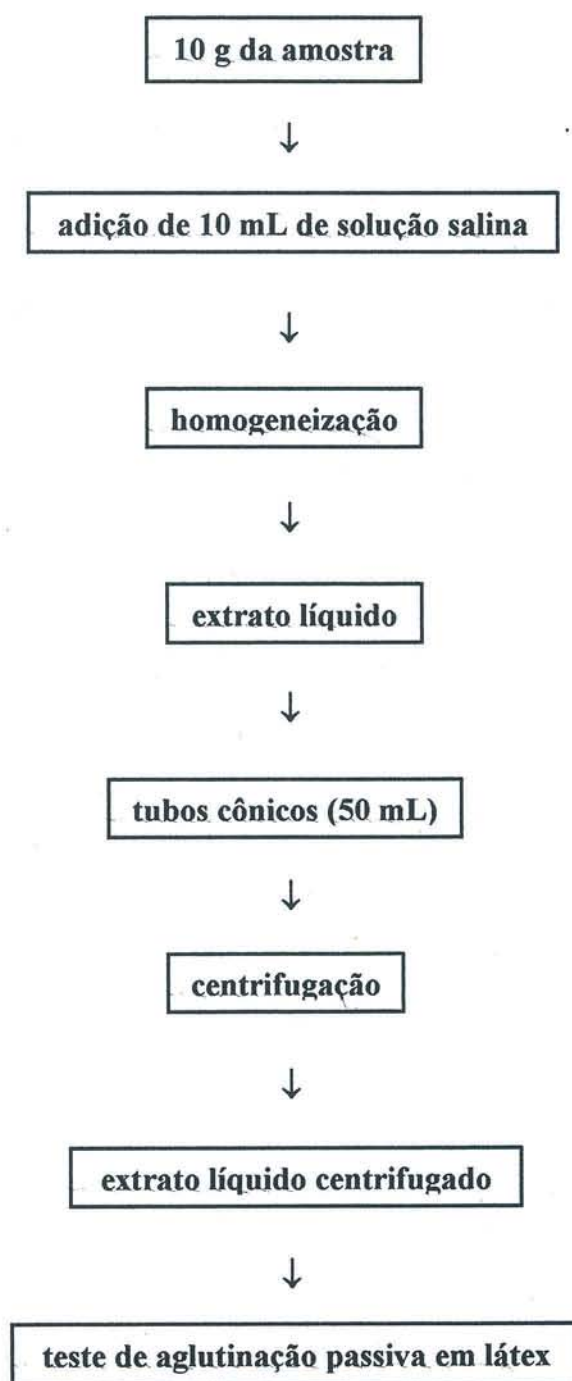 10 g da amostra
↓
adição de 10 mL de solução salina
↓
homogeneização
↓
extrato líquido
↓
tubos cônicos (50 mL)
↓
centrifugação
↓
extrato líquido centrifugado
↓
teste de aglutinação passiva em látex